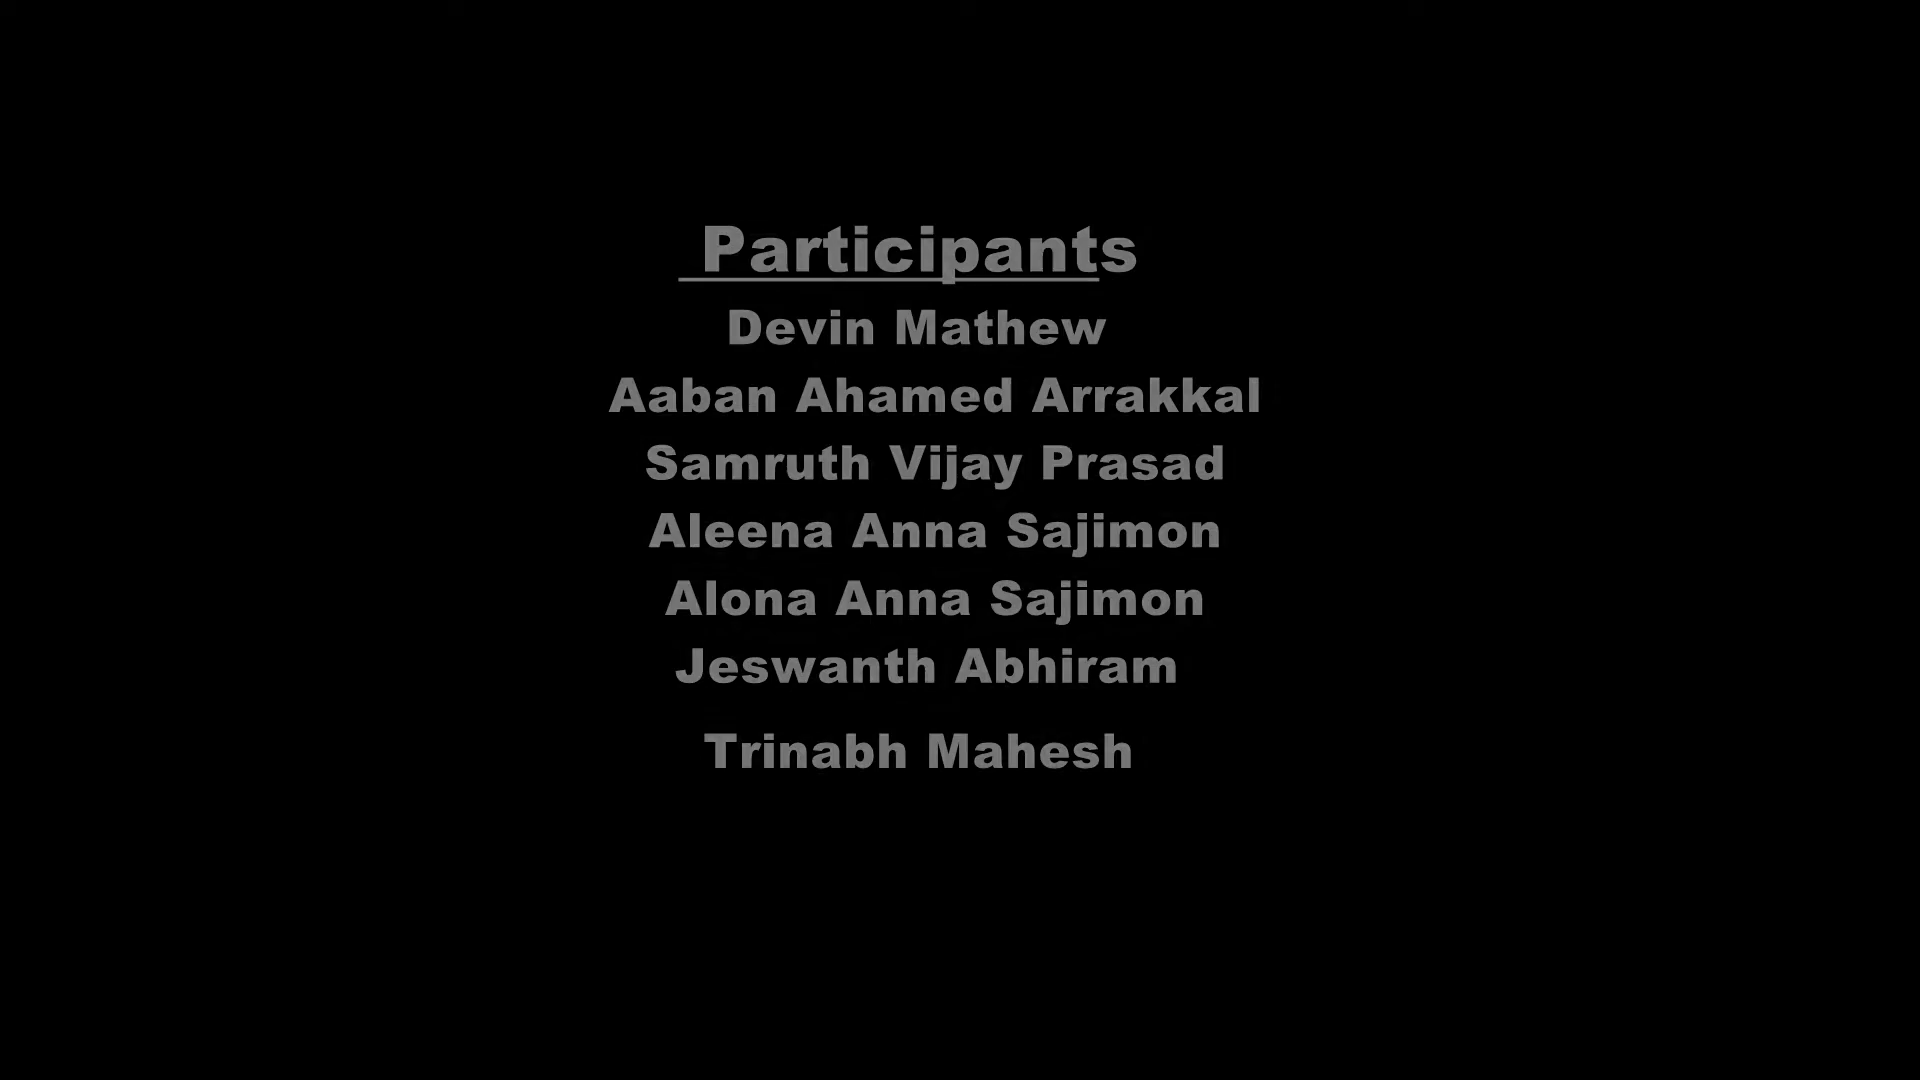 Participants
Devin Mathew
Aaban Ahamed Arrakkal
Samruth Vijay Prasad
Aleena Anna Sajimon
Alona Anna Sajimon
Jeswanth Abhiram
Trinabh Mahesh